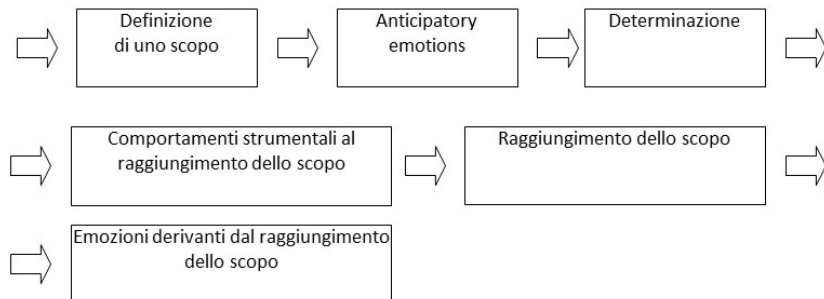 Definizione
di uno scopo
Anticipatory
emotions
Determinazione
Comportamenti strumentali al
raggiungimento dello scopo
Raggiungimento dello scopo
Emozioni derivanti dal raggiungimento
dello scopo